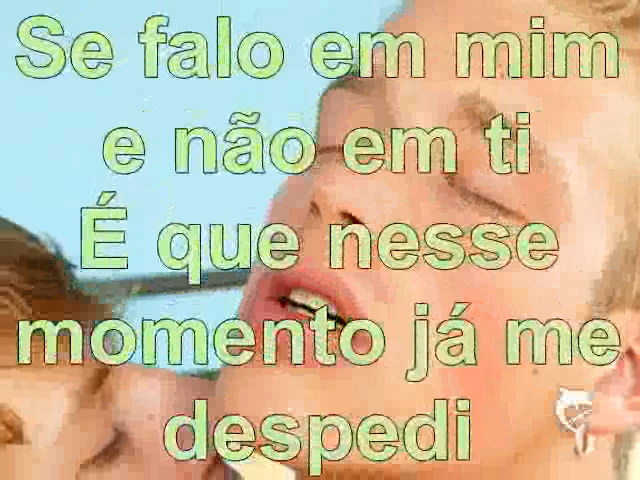 Se falo em mim
e não em ti
É que nesse
momento já me
despedi